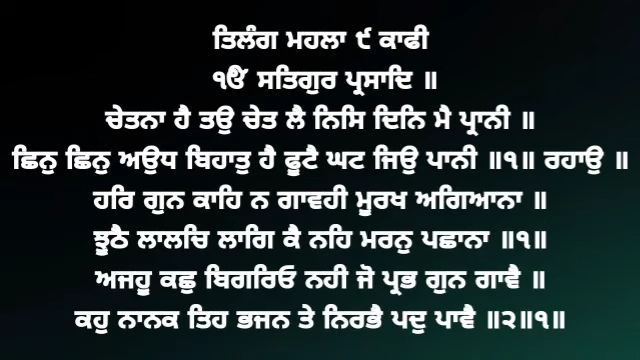 ਤਿਲੰਗ ਮਹਲਾ ੯ ਕਾਫੀ
ੴ ਸਤਿਗੁਰ ਪ੍ਰਸਾਦਿ ॥
ਚੇਤਨਾ ਹੈ ਤਉ ਚੇਤ ਲੈ ਨਿਸਿ ਦਿਨਿ ਮੈ ਪ੍ਰਾਨੀ ॥
ਛਿਨੁ ਛਿਨੁ ਅਉਧ ਬਿਹਾਤੁ ਹੈ ਫੂਟੈ ਘਟ ਜਿਉ ਪਾਨੀ ॥੧॥ ਰਹਾਉ ॥
ਹਰਿ ਗੁਨ ਕਾਹਿ ਨ ਗਾਵਹੀ ਮੂਰਖ ਅਗਿਆਨਾ ॥
ਝੂਠੈ ਲਾਲਚਿ ਲਾਗਿ ਕੈ ਨਹਿ ਮਰਨੁ ਪਛਾਨਾ ॥੧॥
ਅਜਹੂ ਕਛੁ ਬਿਗਰਿਓ ਨਹੀ ਜੋ ਪ੍ਰਭ ਗੁਨ ਗਾਵੈ ॥
ਕਹੁ ਨਾਨਕ ਤਿਹ ਭਜਨ ਤੇ ਨਿਰਭੈ ਪਦੁ ਪਾਵੈ ॥੨॥੧॥